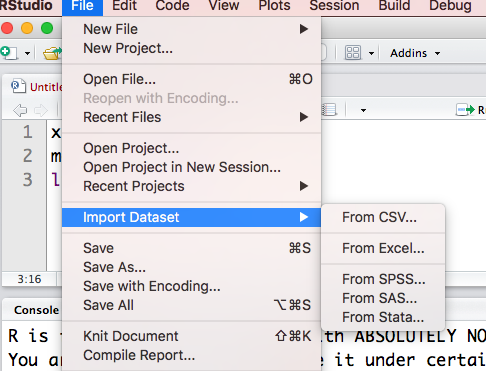 RStudio File Edit Code View Plots Session Build Debug
New File
New Project...
Addins
Open File... ⌘O
Reopen with Encoding...
Recent Files
Untitle
1 x
2 m
3 l
Open Project...
Open Project in New Session...
Recent Projects
Import Dataset
From CSV...
From Excel...
From SPSS...
From SAS...
From Stata...
Save ⌘S
Save As...
Save with Encoding...
Save All ⌥⌘S
3:16
Knit Document ⇧⌘K
Compile Report...
Console
R is
th ABSOLUTELY NO
You a
e it under certai